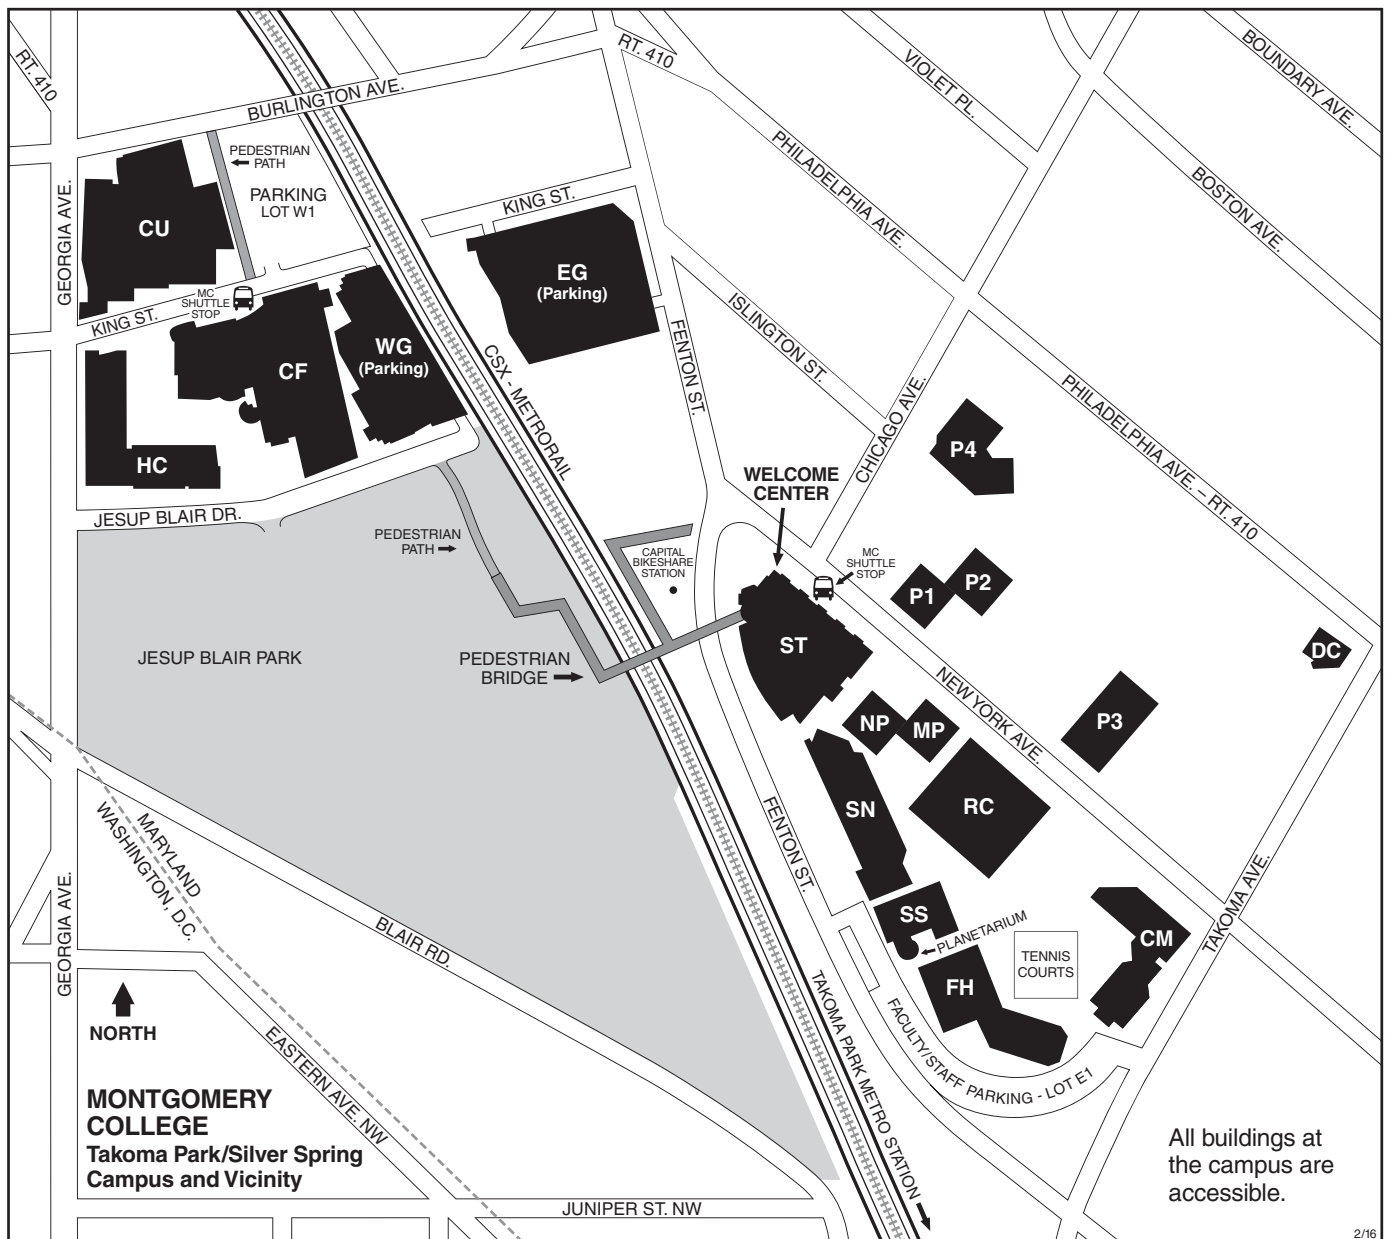 RT. 410
BURLINGTON AVE.
RT. 410
VIOLET PL.
BOUNDARY AVE.
PEDESTRIAN
PATH
PHILADELPHIA AVE.
BOSTON AVE.
GEORGIA AVE.
PARKING
LOT W1
KING ST.
CU
EG
(Parking)
MC
SHUTTLE
STOP
KING ST.
ISLINGTON ST.
FENTON ST.
CSX - METRORAIL
WG
(Parking)
CF
CHICAGO AVE.
PHILADELPHIA AVE. – RT. 410
P4
HC
WELCOME
CENTER
JESUP BLAIR DR.
PEDESTRIAN
PATH
CAPITAL
BIKESHARE
STATION
MC
SHUTTLE
STOP
P1
P2
ST
DC
JESUP BLAIR PARK
PEDESTRIAN
BRIDGE
NEW YORK AVE.
NP
MP
P3
SN
RC
FENTON ST.
MARYLAND
WASHINGTON, D.C.
GEORGIA AVE.
BLAIR RD.
SS
PLANETARIUM
TENNIS
COURTS
CM
TAKOMA AVE.
FH
NORTH
EASTERN AVE. NW
TAKOMA PARK METRO STATION
FACULTY/STAFF PARKING - LOT E1
MONTGOMERY
COLLEGE
Takoma Park/Silver Spring
Campus and Vicinity
All buildings at
the campus are
accessible.
JUNIPER ST. NW
2/16